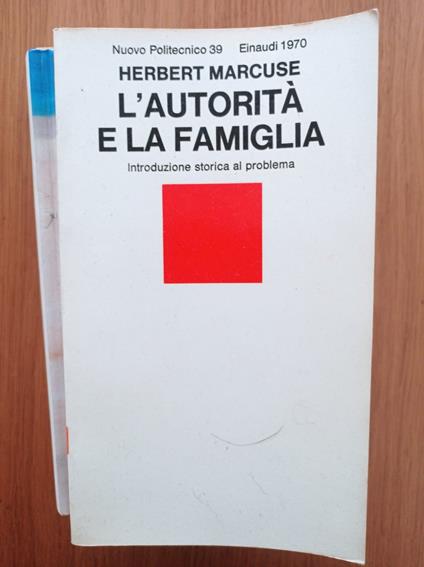 Nuovo Politecnico 39 Einaudi 1970
HERBERT MARCUSE
L'AUTORITÀ
E LA FAMIGLIA
Introduzione storica al problema